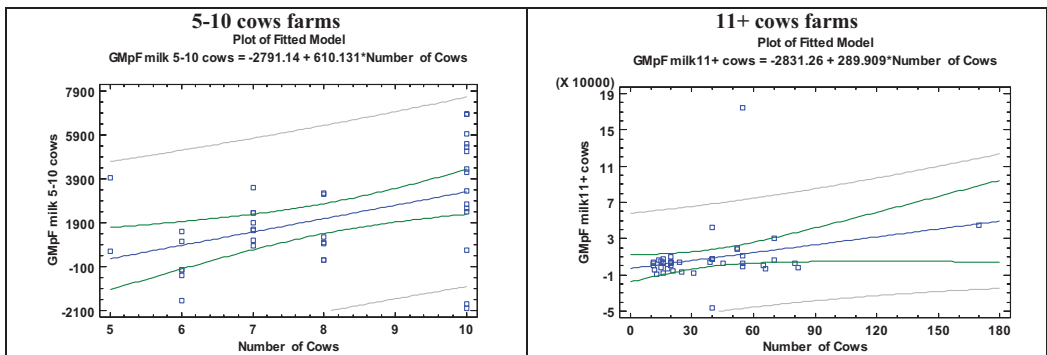 5-10 cows farms
Plot of Fitted Model
GMpF milk 5-10 cows = -2791.14 + 610.131*Number of Cows
GMpF milk 5-10 cows
7900
5900
3900
1900
-100
-2100
5 6 7 8 9 10
Number of Cows
11+ cows farms
Plot of Fitted Model
GMpF milk11+ cows = -2831.26 + 289.909*Number of Cows
(X 10000)
GMpF milk11+ cows
19
15
11
7
3
-1
-5
0 30 60 90 120 150 180
Number of Cows